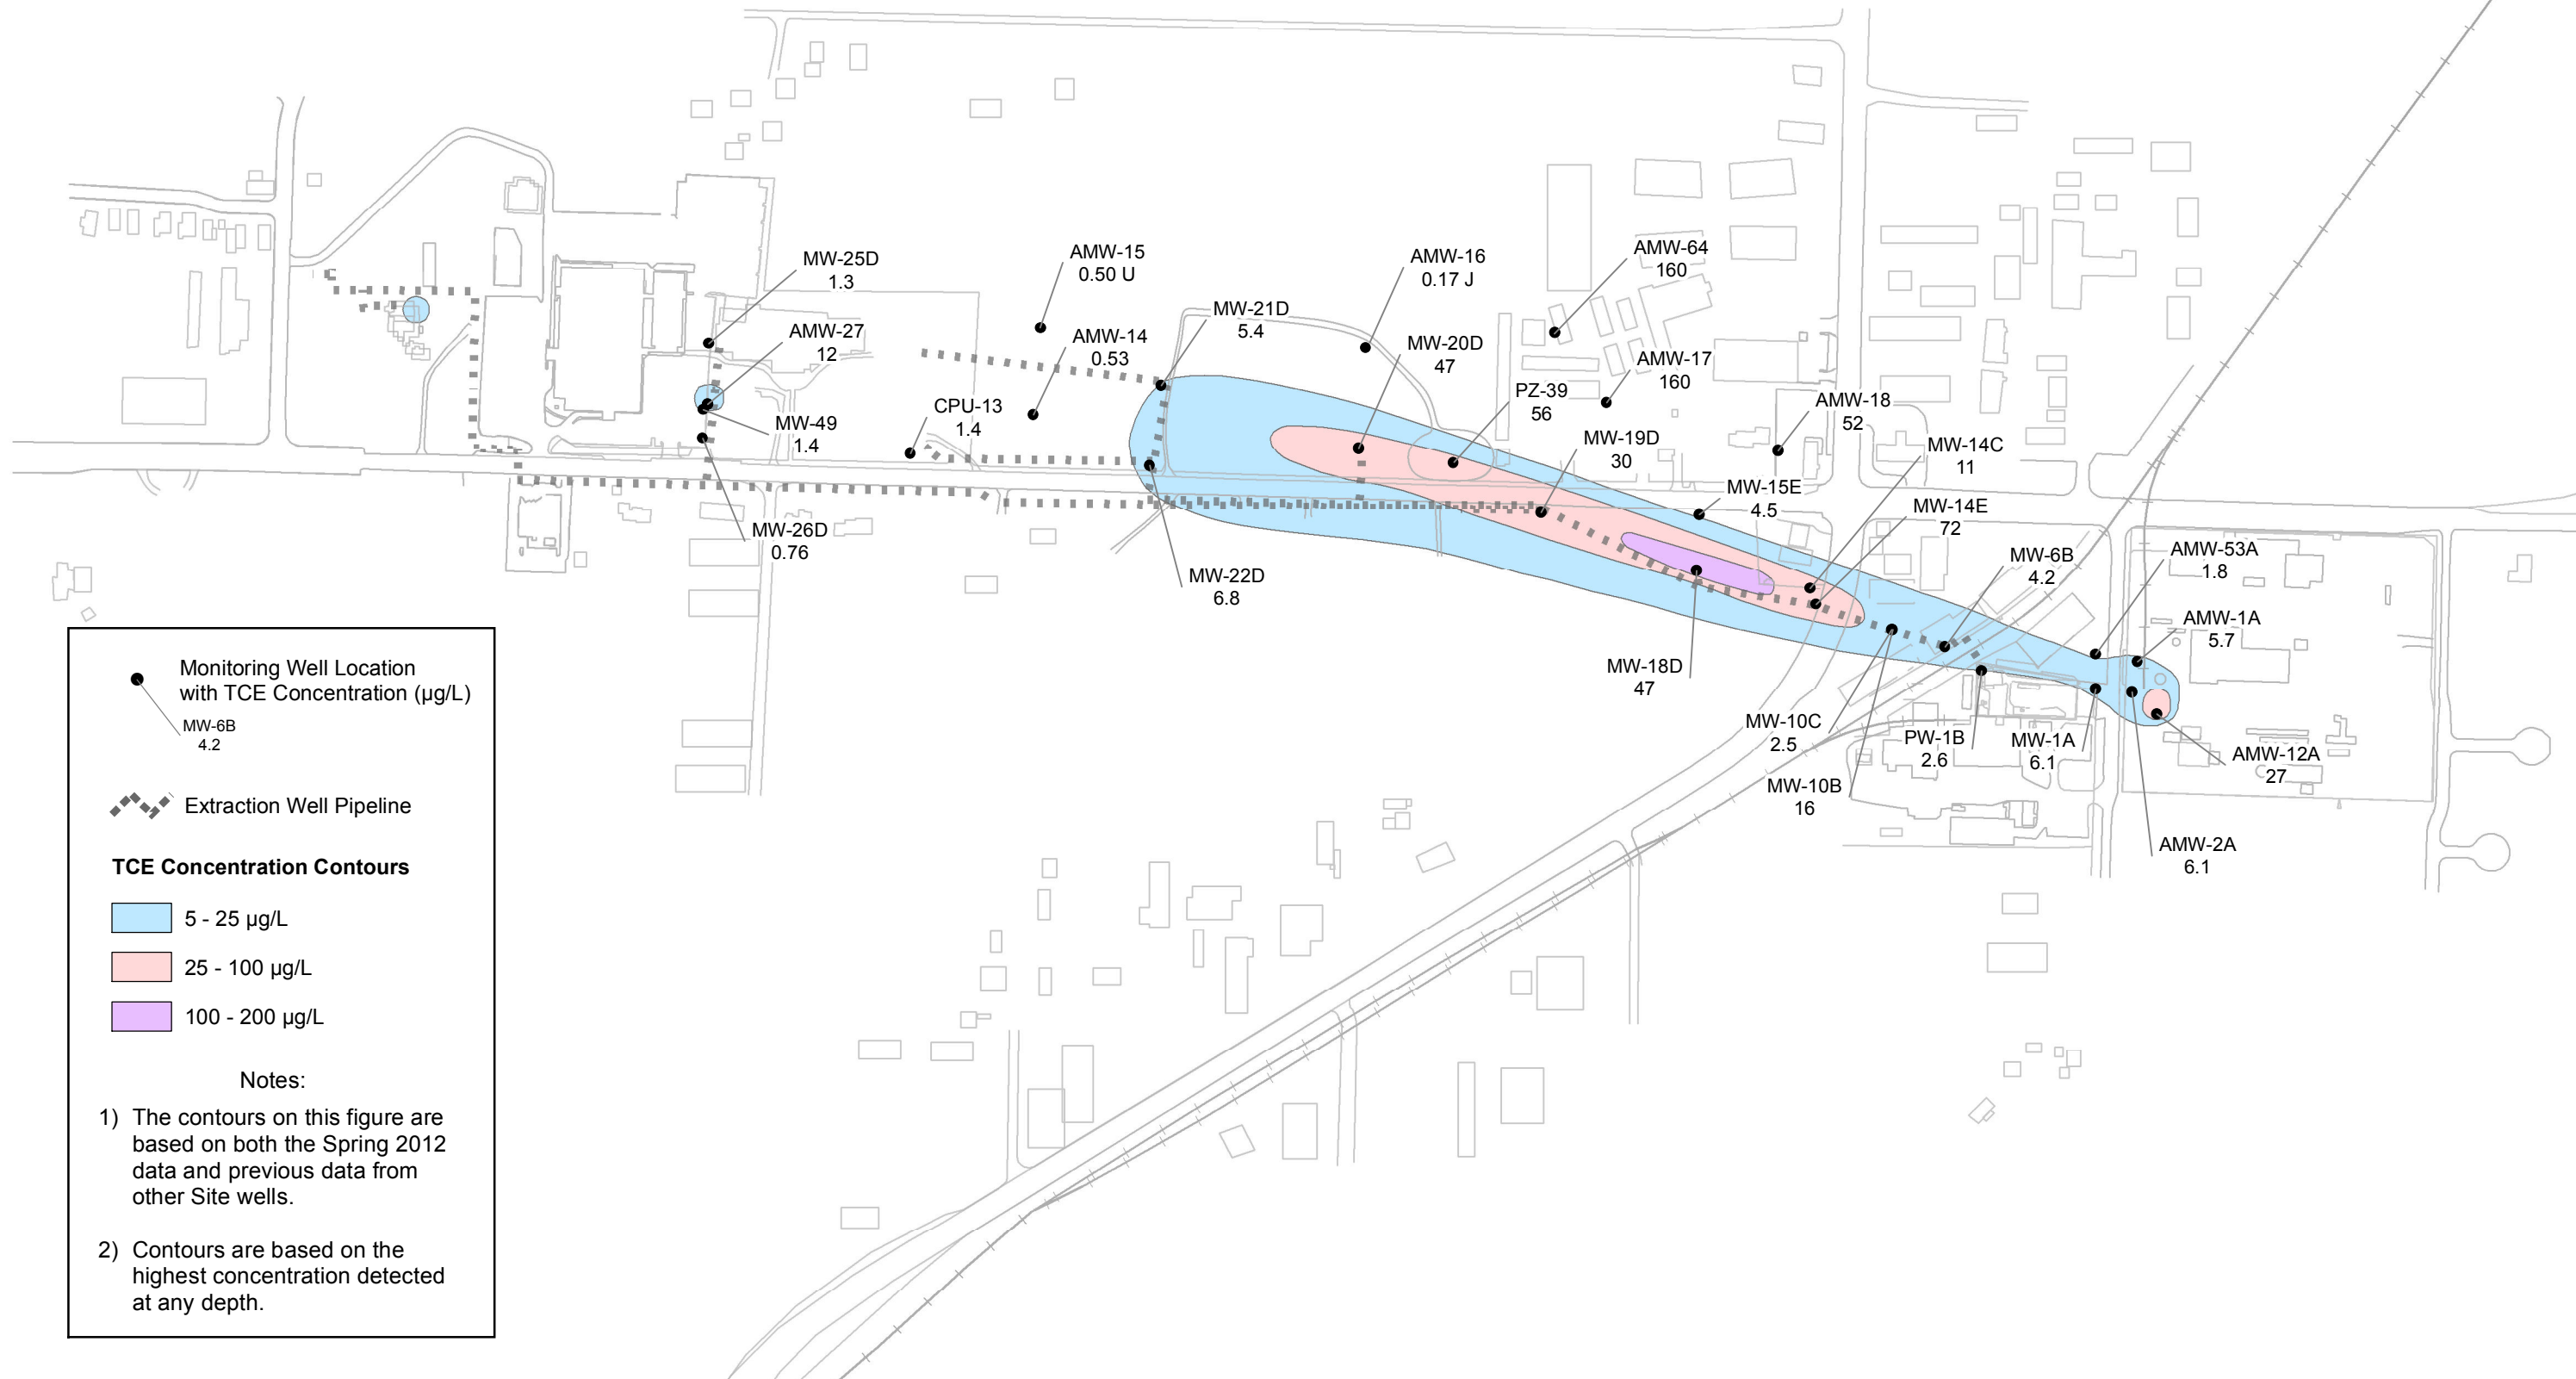 AMW-64
160
AMW-15
0.50 U
AMW-16
0.17 J
MW-25D
1.3
MW-21D
5.4
AMW-27
12
AMW-14
0.53
MW-20D
47
AMW-17
160
PZ-39
56
AMW-18
52
CPU-13
1.4
MW-49
1.4
MW-19D
30
MW-14C
11
MW-15E
4.5
MW-14E
72
MW-26D
0.76
MW-6B
4.2
AMW-53A
1.8
MW-22D
6.8
AMW-1A
5.7
MW-18D
47
MW-10C
2.5
PW-1B
2.6
MW-1A
6.1
AMW-12A
27
MW-10B
16
AMW-2A
6.1
Monitoring Well Location
with TCE Concentration (µg/L)
MW-6B
4.2
Extraction Well Pipeline
TCE Concentration Contours
5 - 25 µg/L
25 - 100 µg/L
100 - 200 µg/L
Notes:
1) The contours on this figure are
based on both the Spring 2012
data and previous data from
other Site wells.
2) Contours are based on the
highest concentration detected
at any depth.